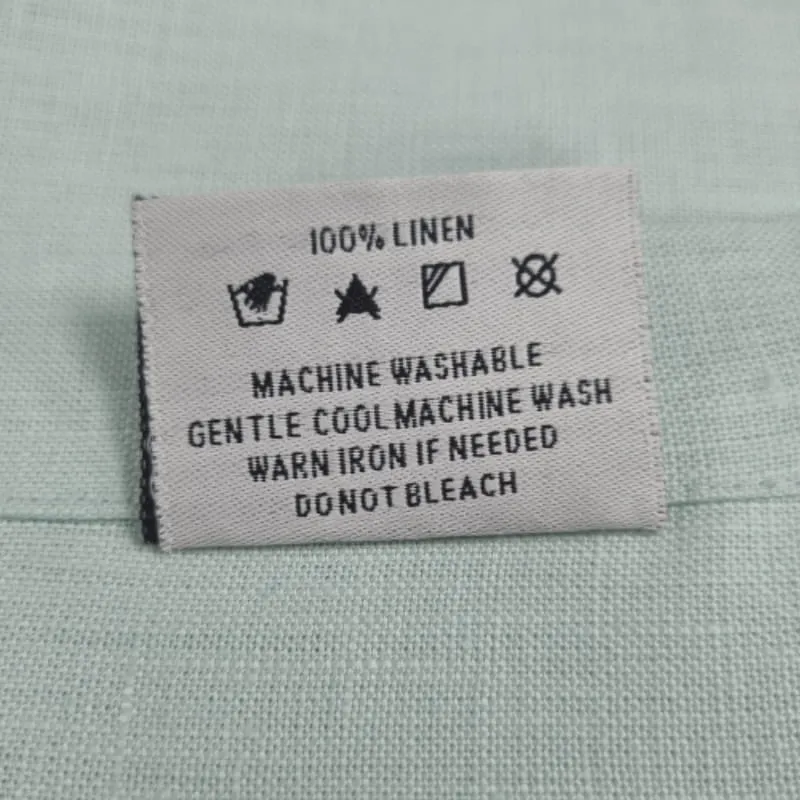 100% LINEN
MACHINE WASHABLE
GENTLE COOL MACHINE WASH
WARN IRON IF NEEDED
DO NOT BLEACH